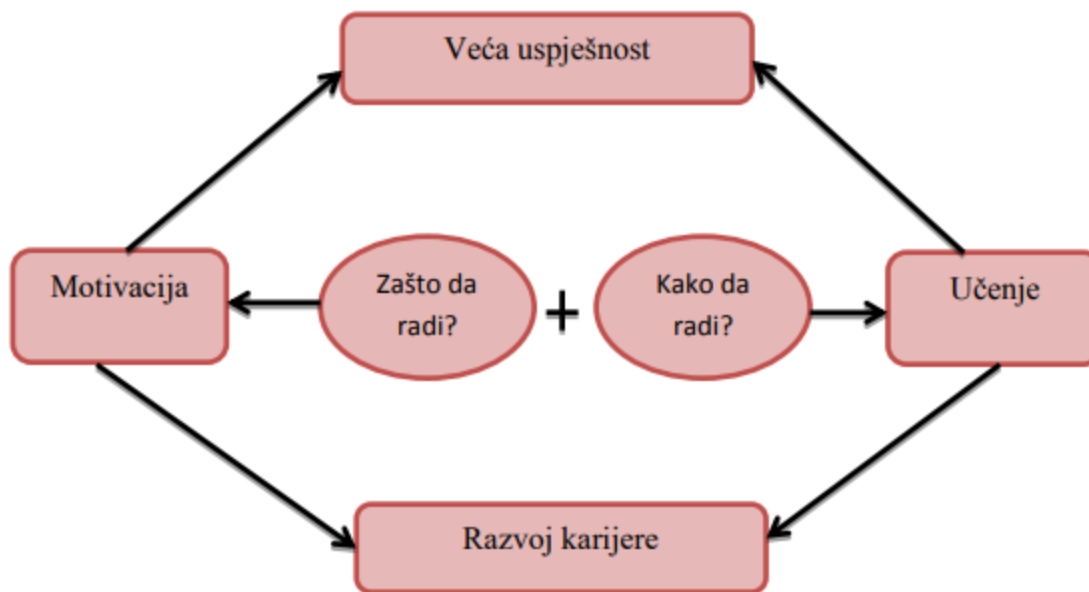 Veća uspješnost
Motivacija
Zašto da
radi?
+
Kako da
radi?
Učenje
Razvoj karijere